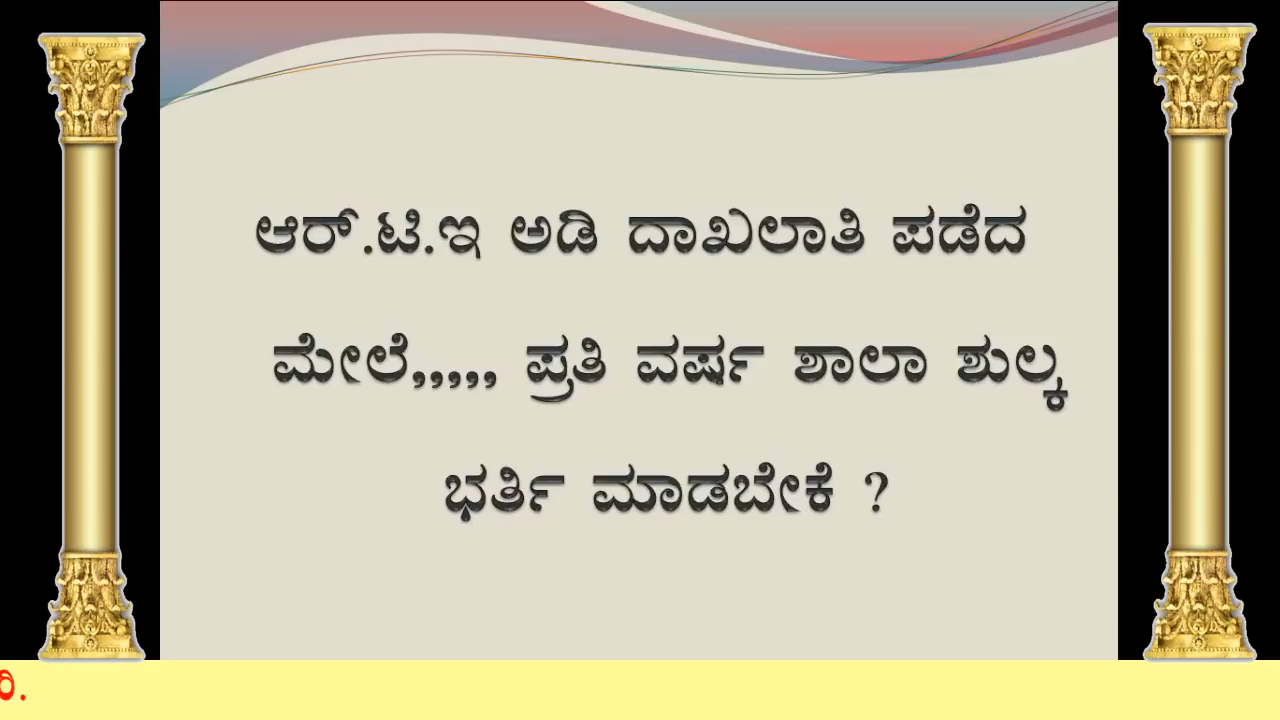 ಆರ್.ಟಿ.ಇ ಅಡಿ ದಾಖಲಾತಿ ಪಡೆದ
ಮೇಲೆ,,,,, ಪ್ರತಿ ವರ್ಷ ಶಾಲಾ ಶುಲ್ಕ
ಭರ್ತಿ ಮಾಡಬೇಕೆ ?